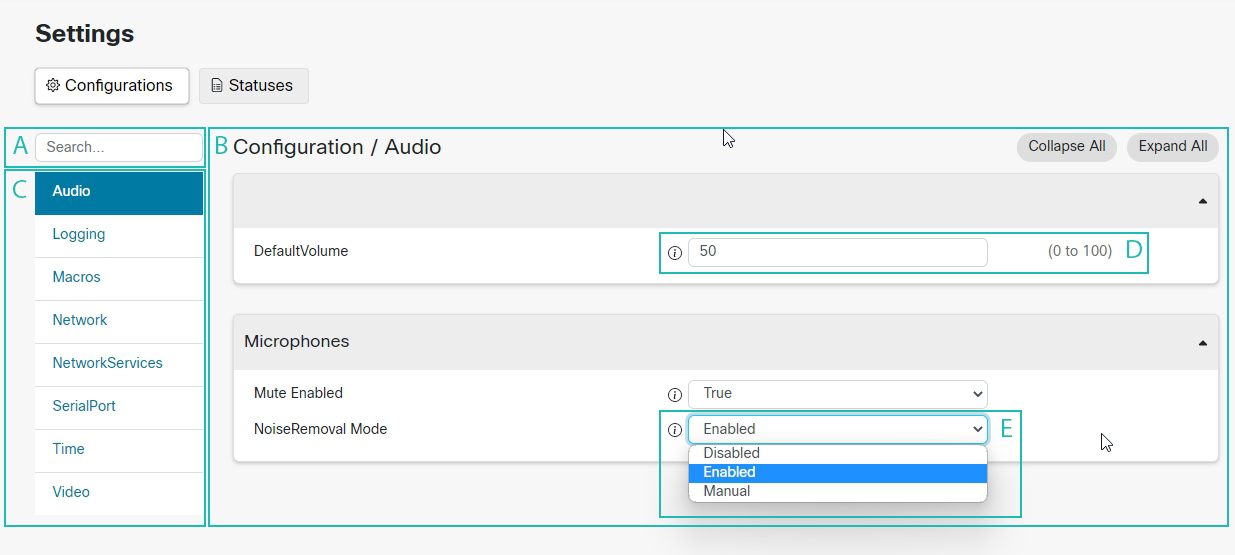 Settings
Configurations Statuses
A Search...
B Configuration / Audio Collapse All Expand All
C Audio
Logging
Macros
Network
NetworkServices
SerialPort
Time
Video
DefaultVolume i 50 (0 to 100) D
Microphones
Mute Enabled i True
NoiseRemoval Mode i Enabled E
Disabled
Enabled
Manual